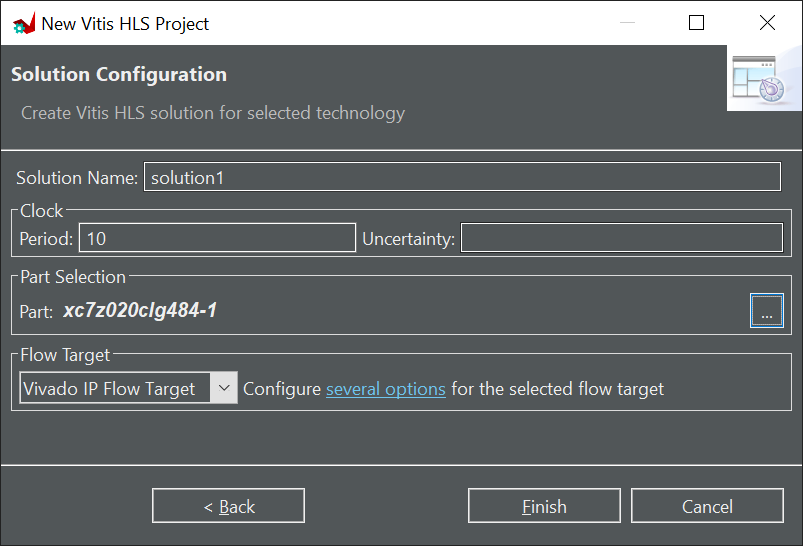 New Vitis HLS Project
Solution Configuration
Create Vitis HLS solution for selected technology
Solution Name: solution1
Clock
Period: 10 Uncertainty:
Part Selection
Part: xc7z020clg484-1 ...
Flow Target
Vivado IP Flow Target Configure several options for the selected flow target
< Back Finish Cancel